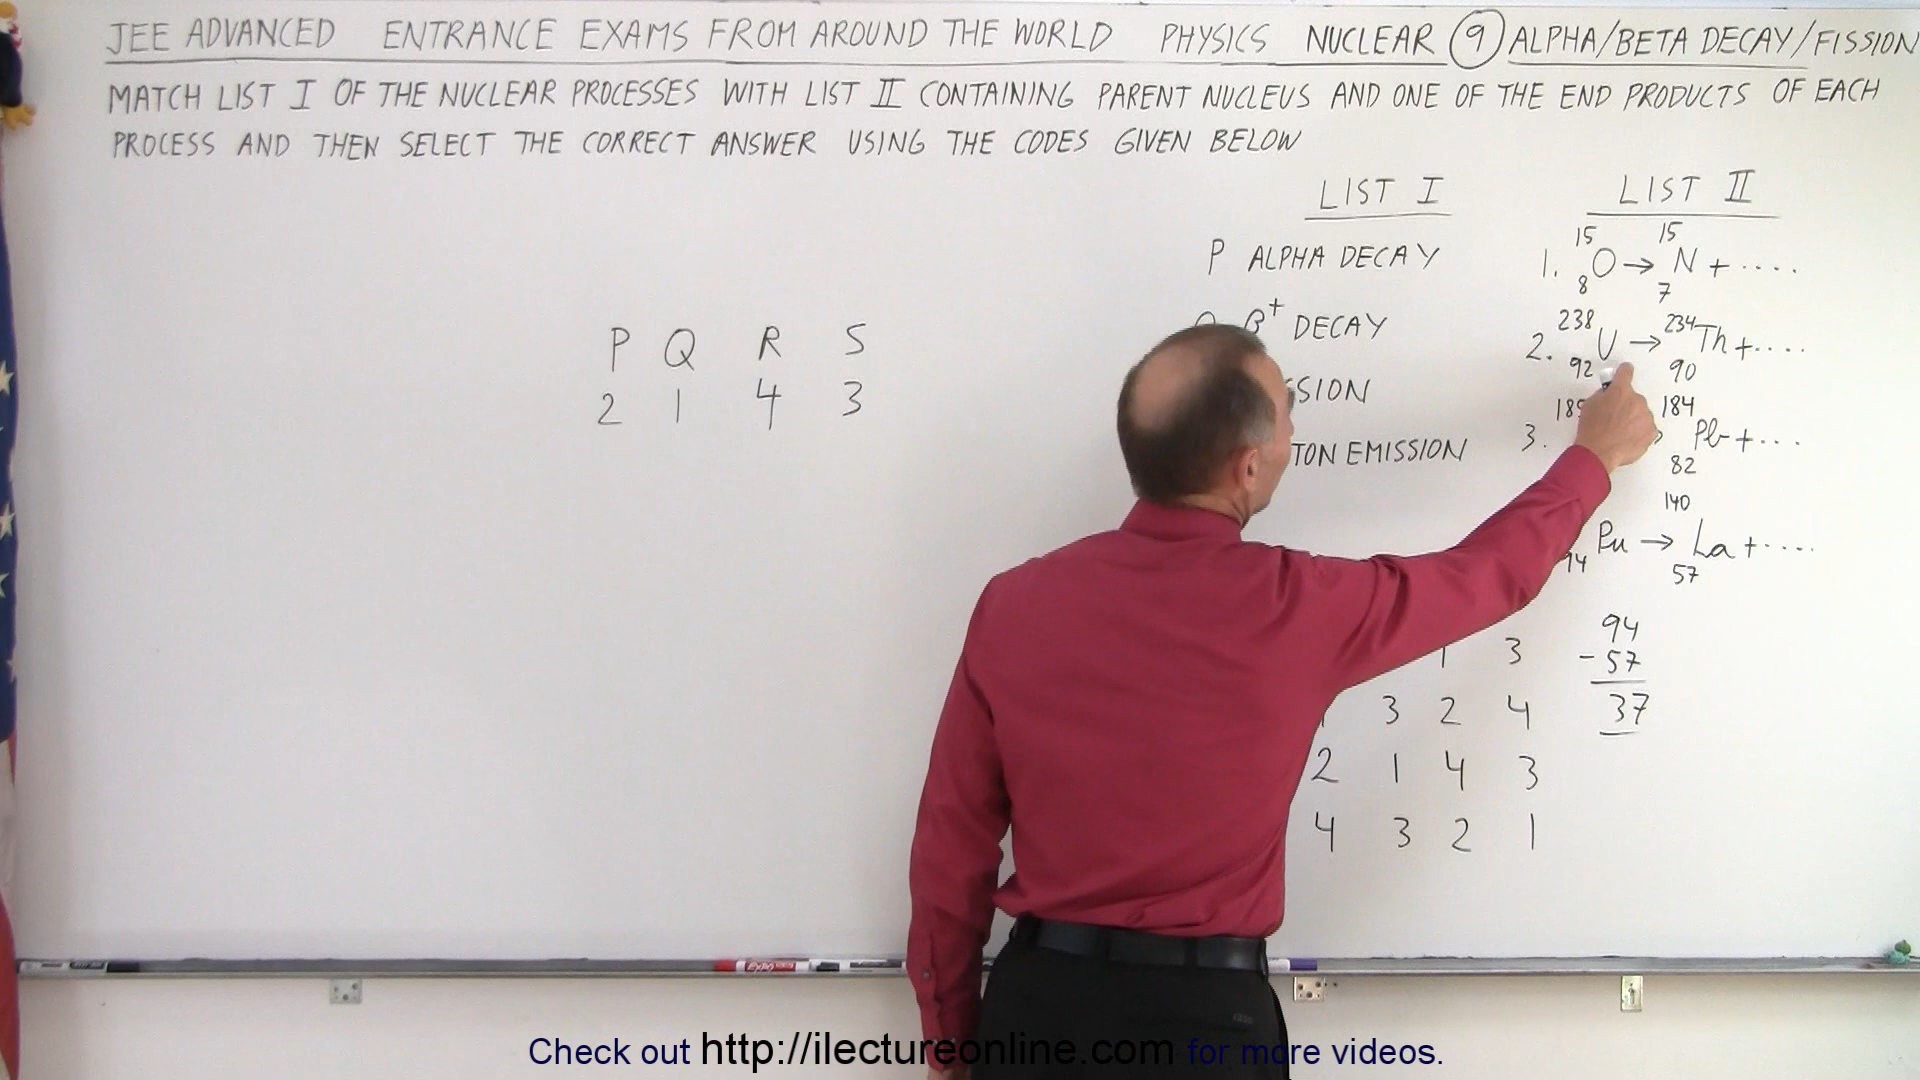 JEE ADVANCED ENTRANCE EXAMS FROM AROUND THE WORLD PHYSICS NUCLEAR 9 ALPHA/BETA DECAY/FISSION
MATCH LIST I OF THE NUCLEAR PROCESSES WITH LIST II CONTAINING PARENT NUCLEUS AND ONE OF THE END PRODUCTS OF EACH
PROCESS AND THEN SELECT THE CORRECT ANSWER USING THE CODES GIVEN BELOW
LIST I
P ALPHA DECAY
β+ DECAY
SSION
TON EMISSION
LIST II
1. 15 8 O → 15 7 N + ....
2. 238 92 U → 234 90 Th + ....
3. 184 82 Pb + ...
94 Pu → 140 57 La + ....
P Q R S
2 1 4 3
1 3
3 2 4
2 1 4 3
4 3 2 1
94
- 57
37
Check out http://ilectureonline.com for more videos.